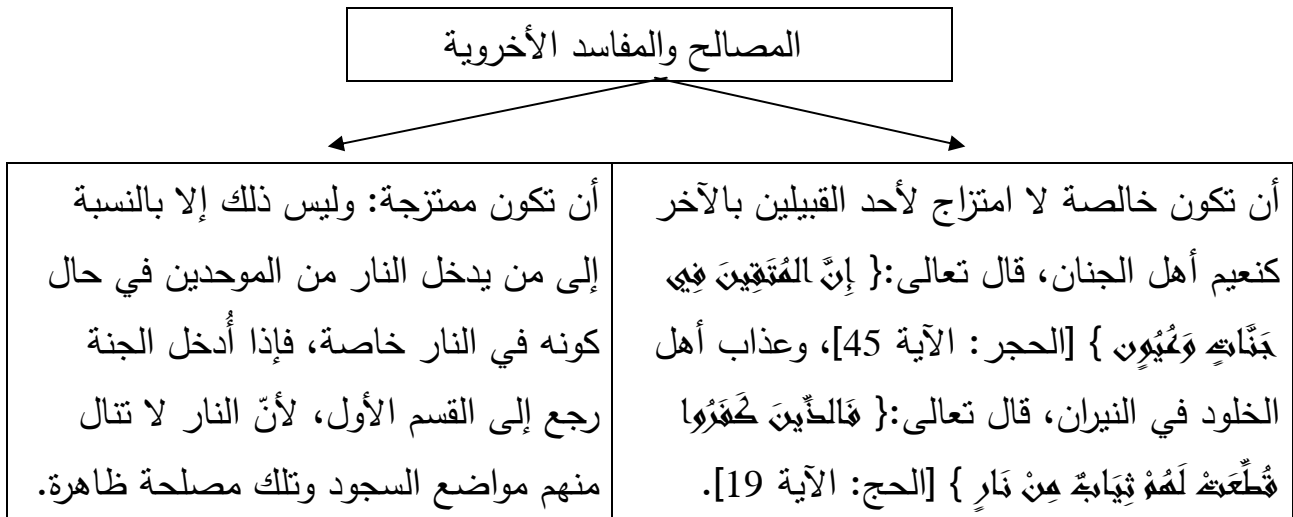 المصالح والمفاسد الأخروية
أن تكون خالصة لا امتزاج لأحد القبيلين بالآخر
كنعيم أهل الجنان، قال تعالى:{ إِنَّ المُتَّقِينَ فِي
جَنَّاتٍ وَعُيُونٍ } [الحجر: الآية 45]، وعذاب أهل
الخلود في النيران، قال تعالى:{ فَالذِّينَ كَفَرُوا
قُطِّعَتْ لَهُمْ ثِيَابٌ مِنْ نَارٍ } [الحج: الآية 19].
أن تكون ممتزجة: وليس ذلك إلا بالنسبة
إلى من يدخل النار من الموحدين في حال
كونه في النار خاصة، فإذا أُدخل الجنة
رجع إلى القسم الأول، لأنّ النار لا تنال
منهم مواضع السجود وتلك مصلحة ظاهرة.